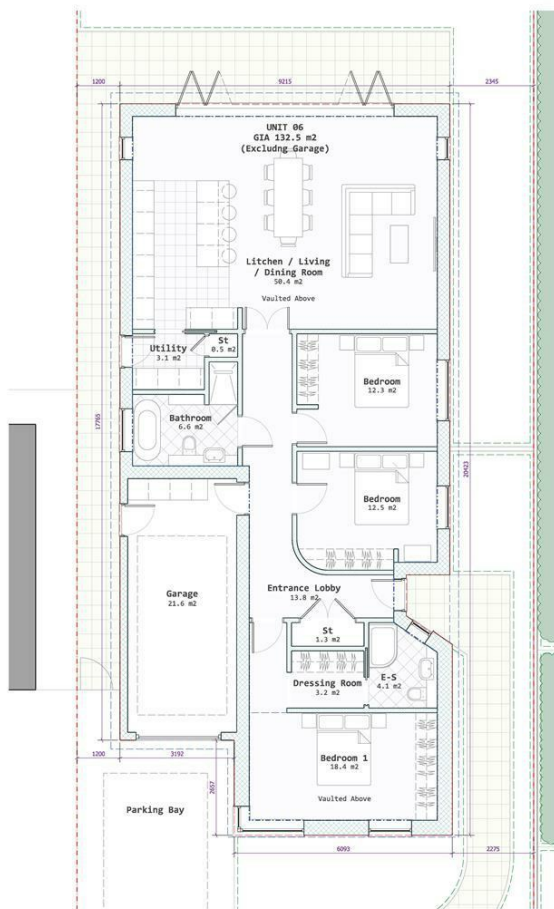 1200
9215
2345
UNIT 06
GIA 132.5 m2
(Excludng Garage)
Litchen / Living
/ Dining Room
50.4 m2
Vaulted Above
Utility
3.1 m2
St
0.5 m2
Bedroom
12.3 m2
Bathroom
6.6 m2
17765
20423
Bedroom
12.5 m2
Garage
21.6 m2
Entrance Lobby
13.8 m2
St
1.3 m2
Dressing Room
3.2 m2
E-S
4.1 m2
1200
3192
2657
Bedroom 1
18.4 m2
Vaulted Above
Parking Bay
6093
2275